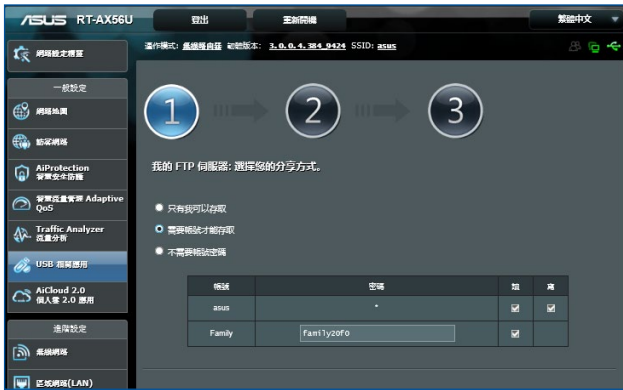 ASUS RT-AX56U
登出
重新開機
繁體中文
操作模式: 無線路由器 韌體版本: 3.0.0.4.384_9424 SSID: asus
網路設定精靈
一般設定
網路地圖
訪客網路
AiProtection
智慧安全防護
智慧流量管理 Adaptive
QoS
Traffic Analyzer
流量分析
USB 相關應用
AiCloud 2.0
個人雲 2.0 應用
進階設定
無線網路
區域網路(LAN)
1
2
3
我的 FTP 伺服器: 選擇您的分享方式。
只有我可以存取
需要帳號才能存取
不需要帳號密碼
帳號 密碼 讀 寫
asus *
Family family20f0